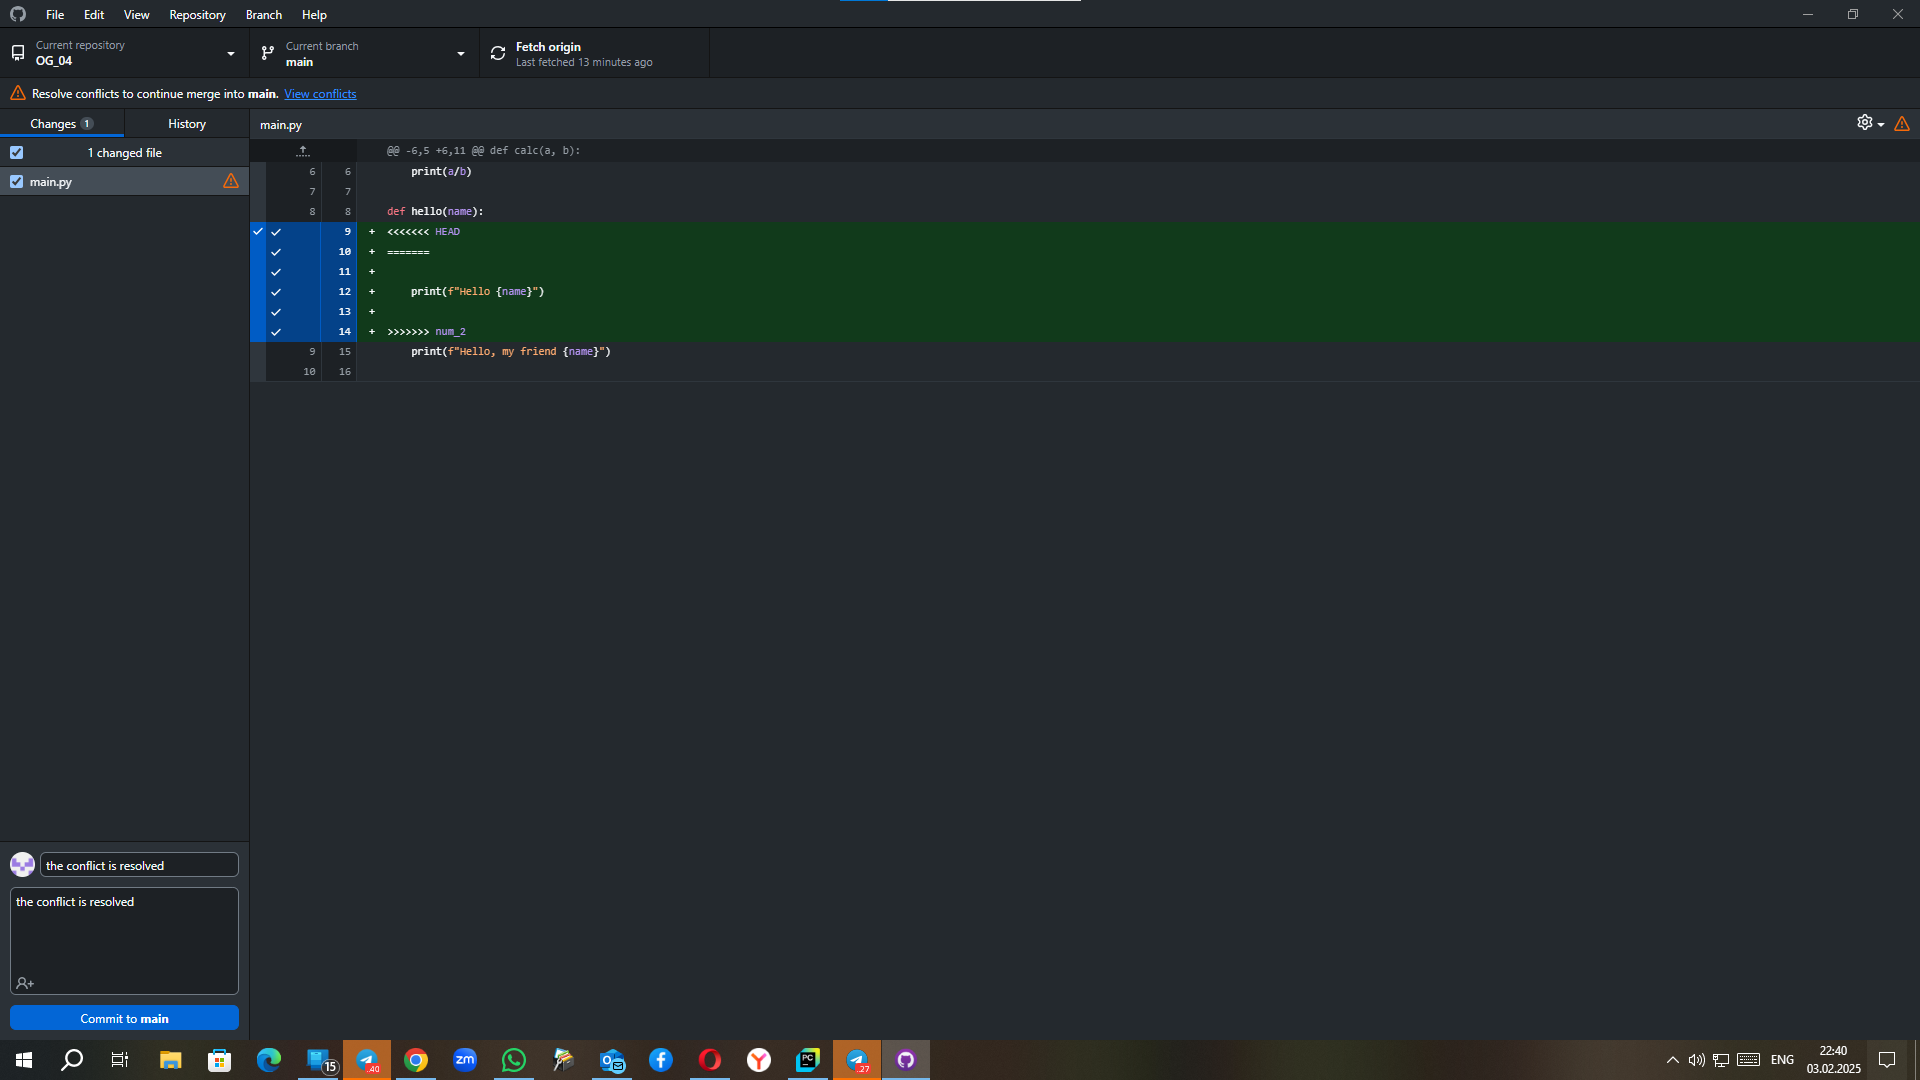 File Edit View Repository Branch Help
Current repository
OG_04
Current branch
main
Fetch origin
Last fetched 13 minutes ago
Resolve conflicts to continue merge into main. View conflicts
Changes 1 History
1 changed file
main.py
main.py
@@ -6,5 +6,11 @@ def calc(a, b):
6 6 print(a/b)
7 7
8 8 def hello(name):
9 + <<<<<<< HEAD
10 + =======
11 +
12 + print(f"Hello {name}")
13 +
14 + >>>>>>> num_2
9 15 print(f"Hello, my friend {name}")
10 16
the conflict is resolved
the conflict is resolved
Commit to main
15
.40
zm
PC
.27
ENG
22:40
03.02.2025